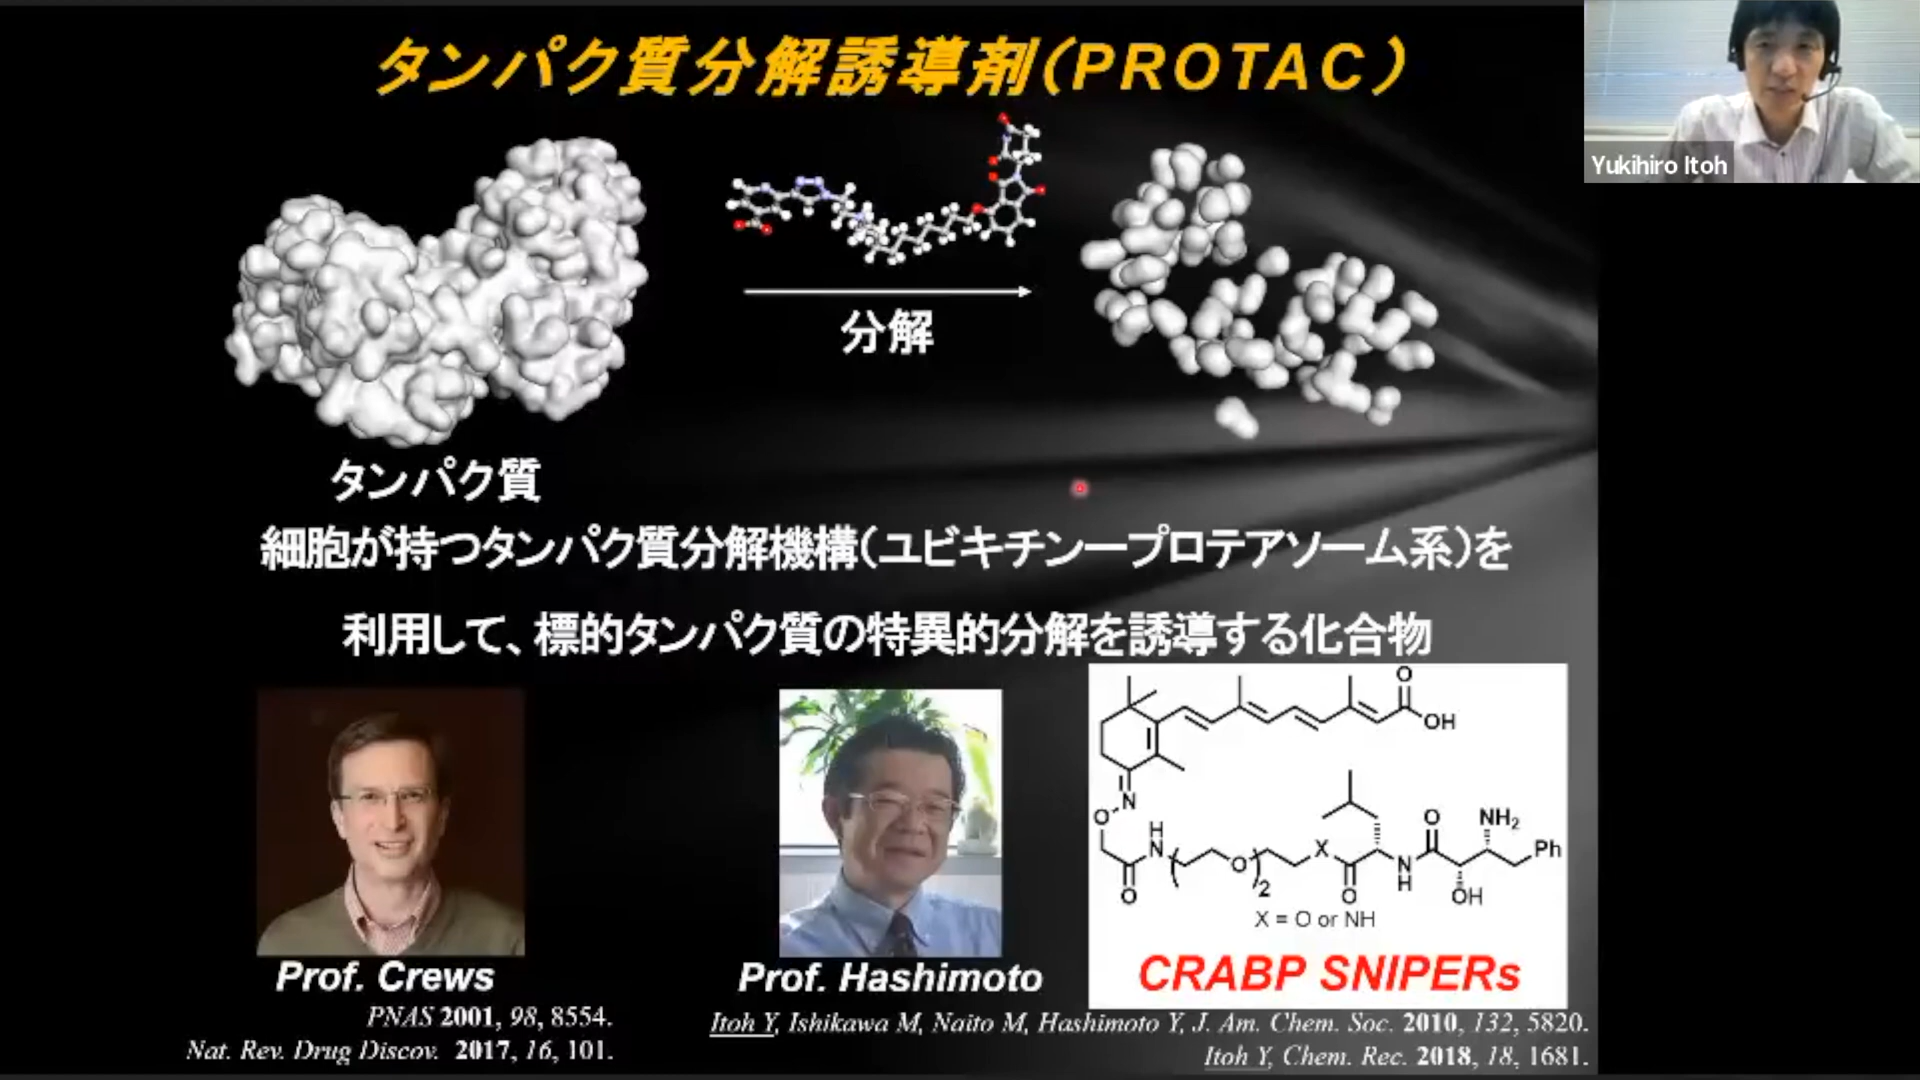 タンパク質分解誘導剤（PROTAC）
Yukihiro Itoh
分解
タンパク質
細胞が持つタンパク質分解機構（ユビキチン－プロテアソーム系）を
利用して、標的タンパク質の特異的分解を誘導する化合物
O
OH
N
O
H
N
O
O
2
X
O
N
H
O
NH2
OH
Ph
X = O or NH
CRABP SNIPERs
Prof. Crews
Prof. Hashimoto
PNAS 2001, 98, 8554.
Nat. Rev. Drug Discov. 2017, 16, 101.
Itoh Y, Ishikawa M, Naito M, Hashimoto Y, J. Am. Chem. Soc. 2010, 132, 5820.
Itoh Y, Chem. Rec. 2018, 18, 1681.